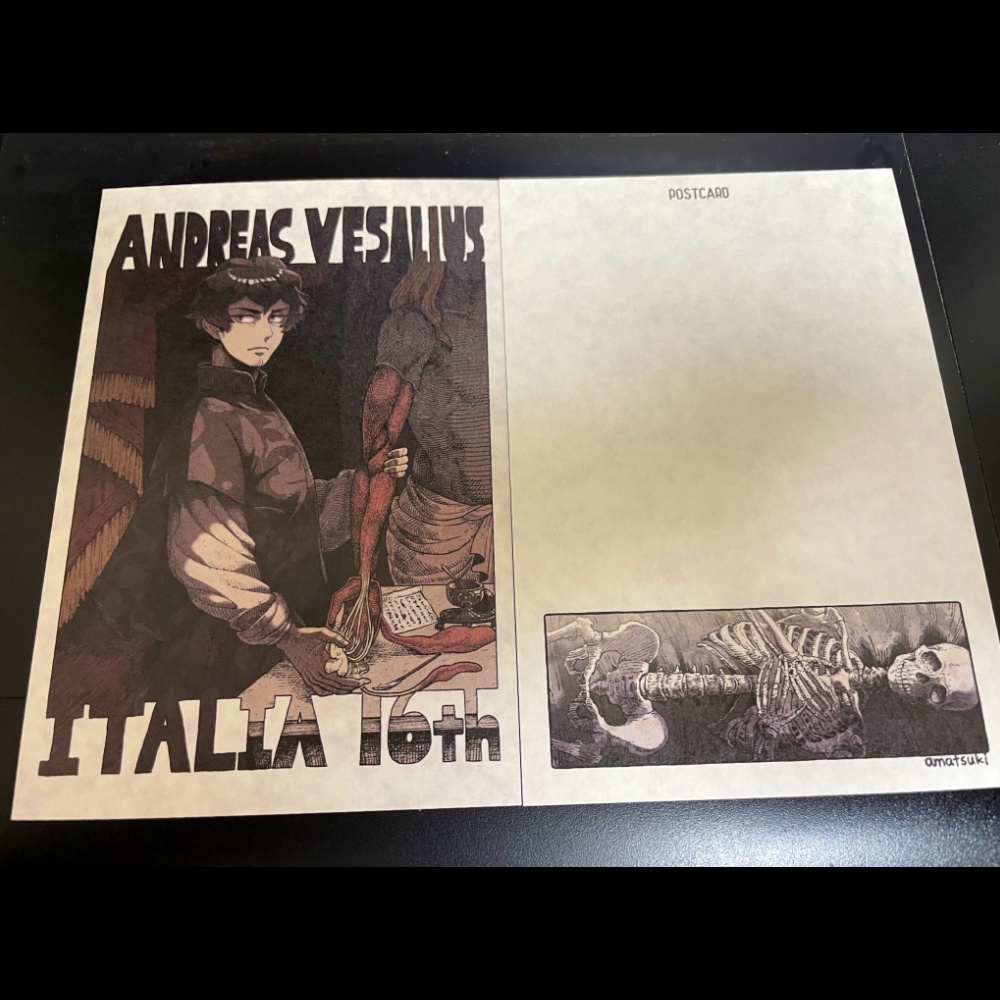 ANDREAS VESALIUS
ITALIA 16th
POSTCARD
amatsuki